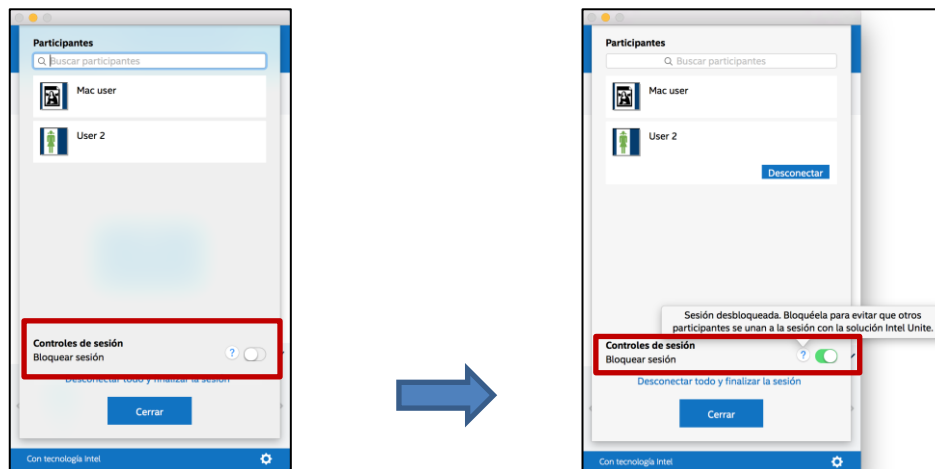 Participantes
Buscar participantes
Mac user
User 2
Controles de sesión
Bloquear sesión
?
Desconectar todo y finalizar la sesión
Cerrar
Con tecnología Intel
Participantes
Buscar participantes
Mac user
User 2
Desconectar
Sesión desbloqueada. Bloquéela para evitar que otros
participantes se unan a la sesión con la solución Intel Unite.
Controles de sesión
Bloquear sesión
?
Desconectar todo y finalizar la sesión
Cerrar
Con tecnología Intel